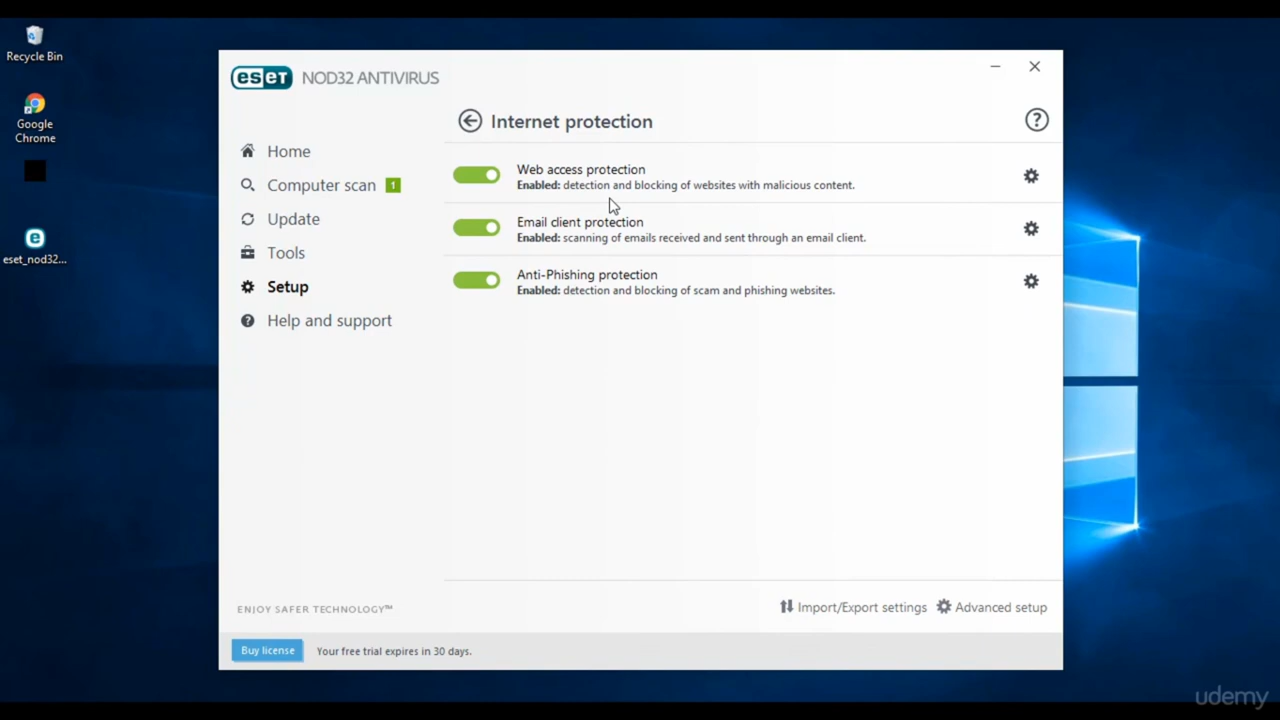 Recycle Bin
Google
Chrome
eset_nod32...
eset NOD32 ANTIVIRUS
Home
Computer scan 1
Update
Tools
Setup
Help and support
Internet protection
?
Web access protection
Enabled: detection and blocking of websites with malicious content.
Email client protection
Enabled: scanning of emails received and sent through an email client.
Anti-Phishing protection
Enabled: detection and blocking of scam and phishing websites.
ENJOY SAFER TECHNOLOGY™
Import/Export settings
Advanced setup
Buy license
Your free trial expires in 30 days.
udemy